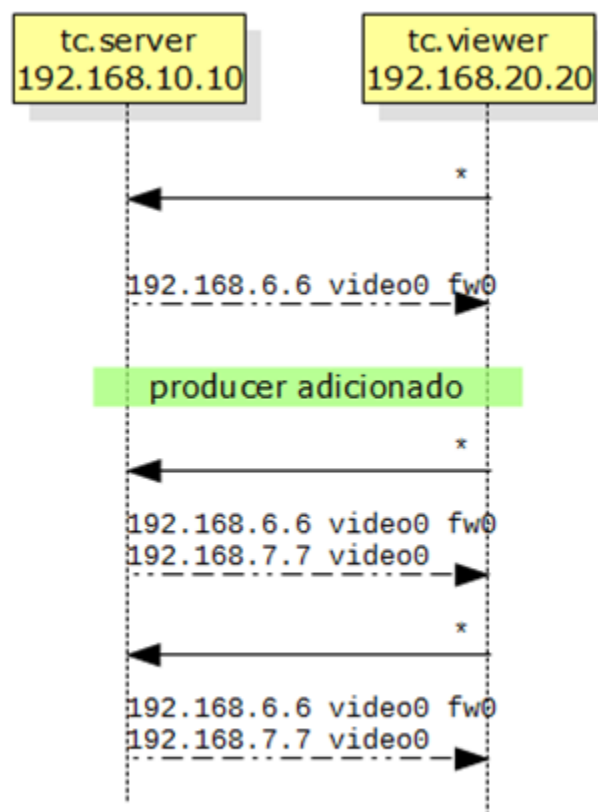 tc.server
192.168.10.10
tc.viewer
192.168.20.20
*
192.168.6.6 video0 fw0
producer adicionado
*
192.168.6.6 video0 fw0
192.168.7.7 video0
*
192.168.6.6 video0 fw0
192.168.7.7 video0